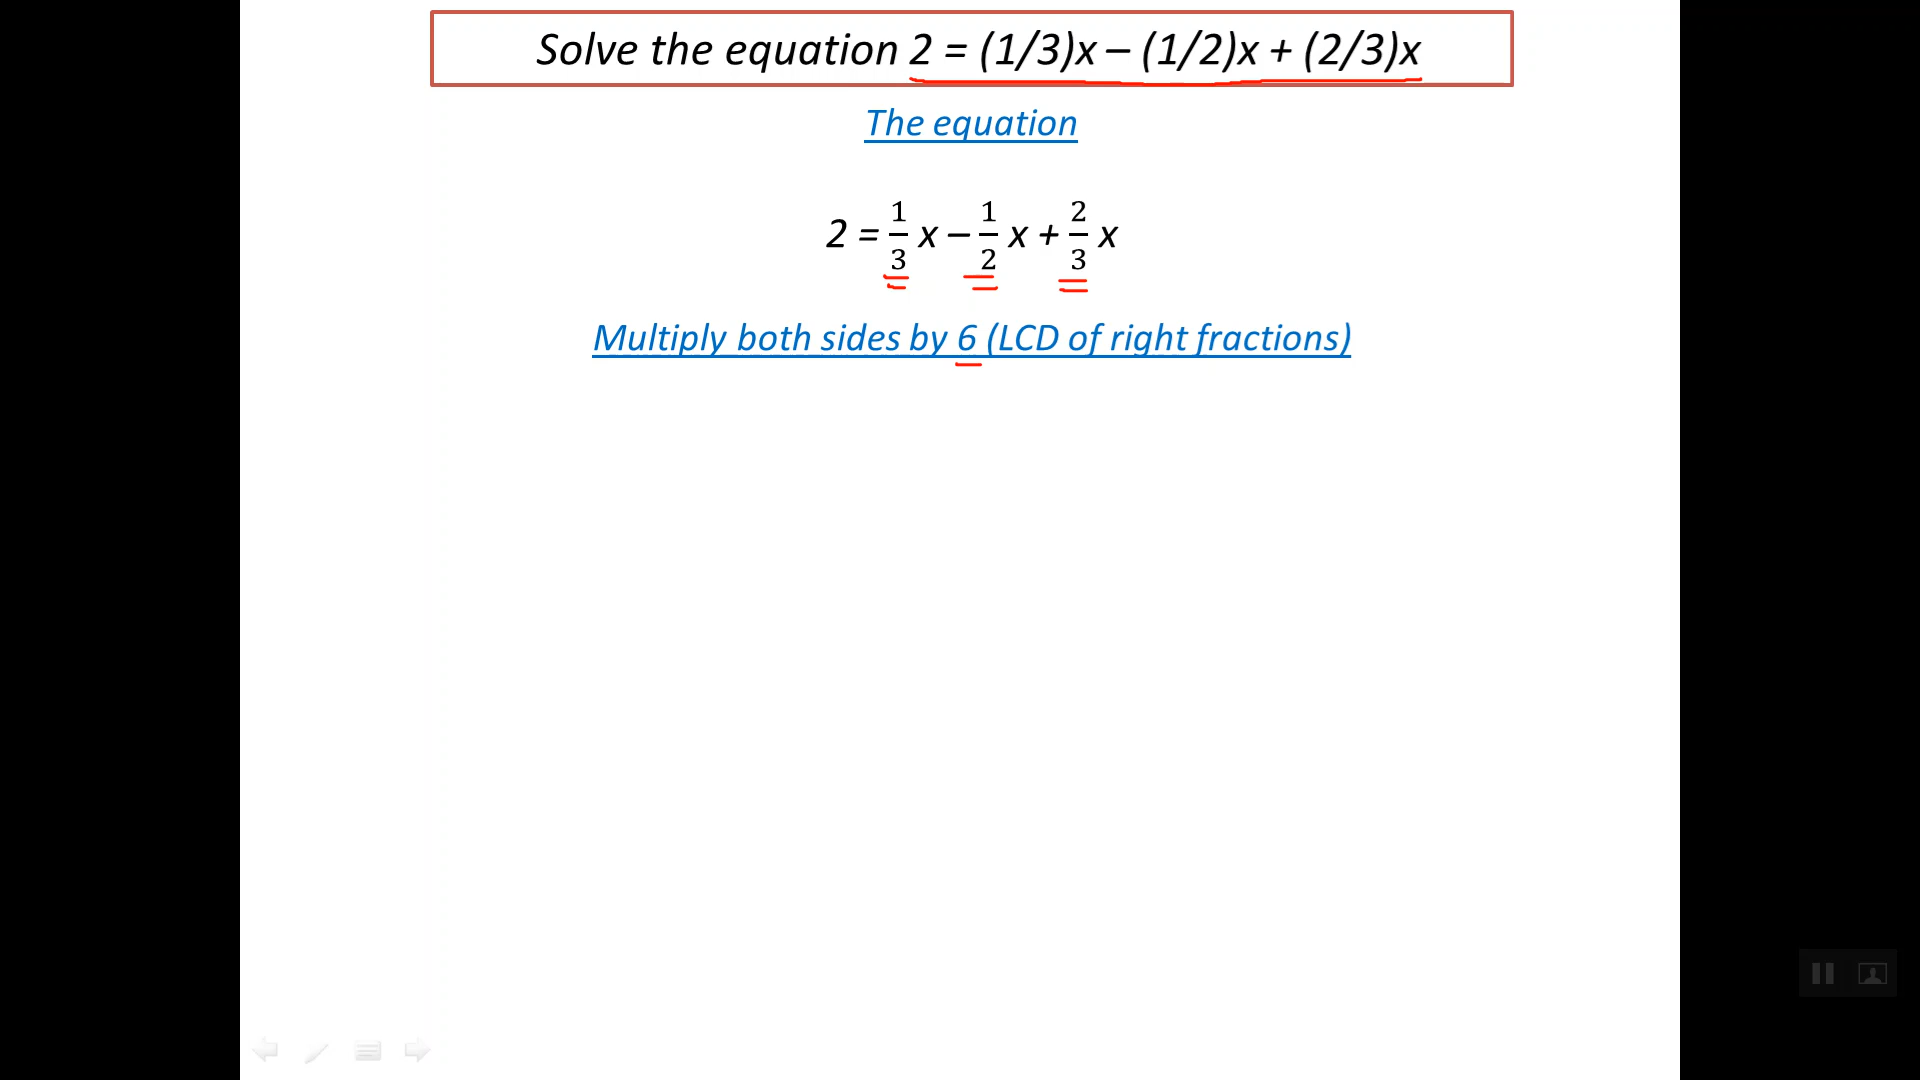 Solve the equation 2 = (1/3)x – (1/2)x + (2/3)x
The equation
2 = 1/3 x – 1/2 x + 2/3 x
Multiply both sides by 6 (LCD of right fractions)